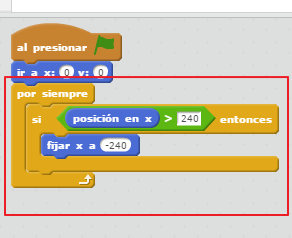 al presionar
ir a x: 0 y: 0
por siempre
si posición en x > 240 entonces
fijar x a -240